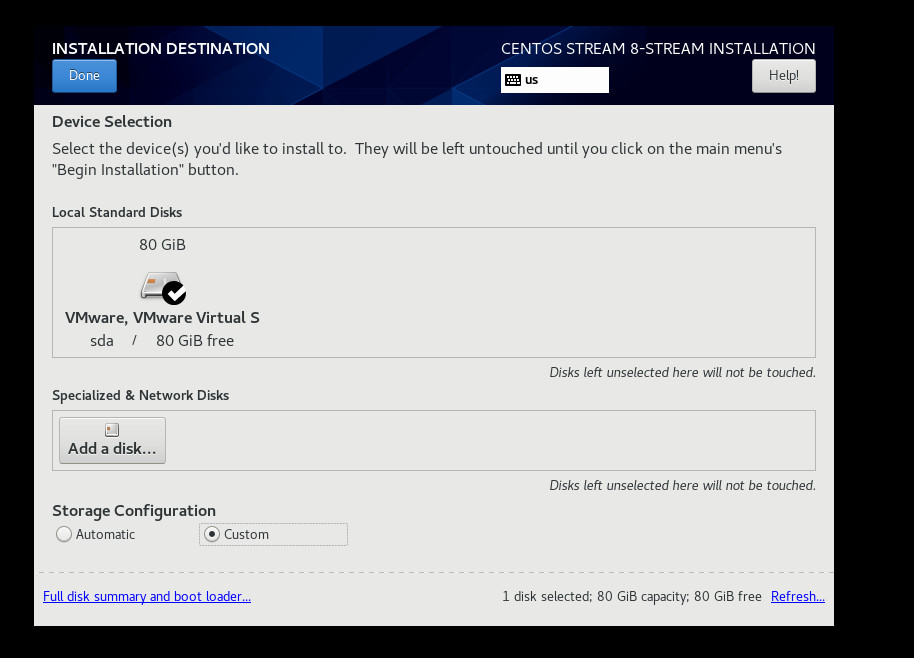 INSTALLATION DESTINATION
CENTOS STREAM 8-STREAM INSTALLATION
Done
us
Help!
Device Selection
Select the device(s) you'd like to install to.  They will be left untouched until you click on the main menu's
"Begin Installation" button.
Local Standard Disks
80 GiB
VMware, VMware Virtual S
sda / 80 GiB free
Disks left unselected here will not be touched.
Specialized & Network Disks
Add a disk...
Disks left unselected here will not be touched.
Storage Configuration
Automatic Custom
Full disk summary and boot loader... 1 disk selected; 80 GiB capacity; 80 GiB free Refresh...